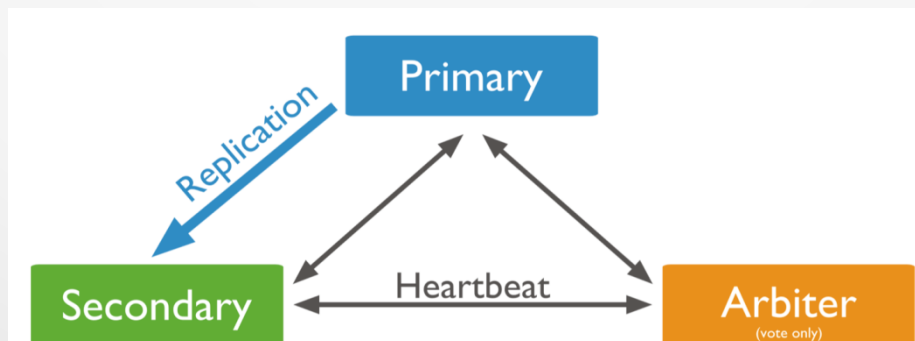 Primary
Replication
Heartbeat
Secondary
Arbiter
(vote only)